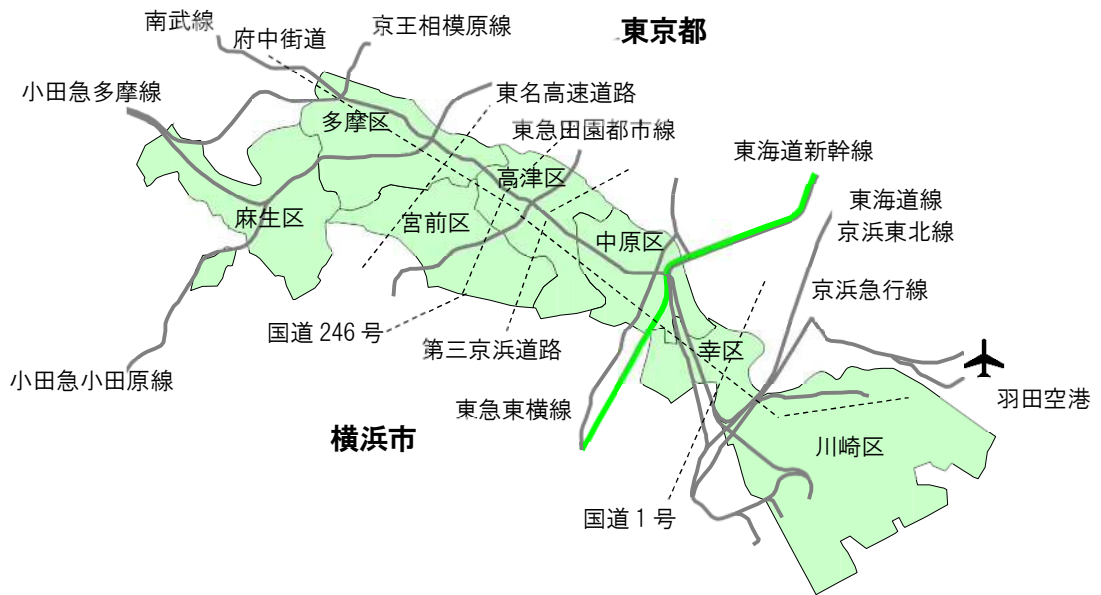 南武線
京王相模原線
東京都
府中街道
小田急多摩線
東名高速道路
多摩区
東急田園都市線
東海道新幹線
高津区
東海道線
麻生区
宮前区
中原区
京浜東北線
京浜急行線
国道 246 号
第三京浜道路
幸区
小田急小田原線
羽田空港
東急東横線
横浜市
川崎区
国道 1 号